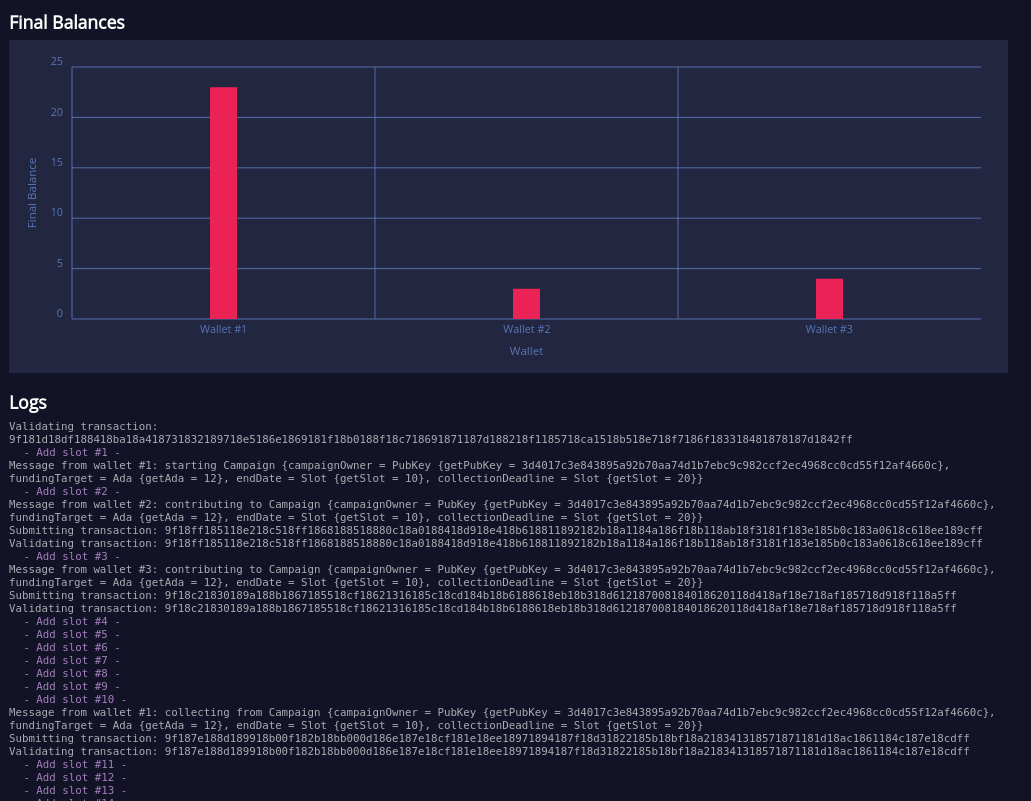 Final Balances
25
20
15
10
5
0
Final Balance
Wallet #1
Wallet #2
Wallet #3
Wallet
Logs
Validating transaction:
9f181d18df188418ba18a418731832189718e5186e1869181f18b0188f18c718691871187d188218f1185718ca1518b518e718f7186f183318481878187d1842ff
- Add slot #1 -
Message from wallet #1: starting Campaign {campaignOwner = PubKey {getPubKey = 3d4017c3e843895a92b70aa74d1b7ebc9c982ccf2ec4968cc0cd55f12af4660c},
fundingTarget = Ada {getAda = 12}, endDate = Slot {getSlot = 10}, collectionDeadline = Slot {getSlot = 20}}
- Add slot #2 -
Message from wallet #2: contributing to Campaign {campaignOwner = PubKey {getPubKey = 3d4017c3e843895a92b70aa74d1b7ebc9c982ccf2ec4968cc0cd55f12af4660c},
fundingTarget = Ada {getAda = 12}, endDate = Slot {getSlot = 10}, collectionDeadline = Slot {getSlot = 20}}
Submitting transaction: 9f18ff185118e218c518ff1868188518880c18a0188418d918e418b618811892182b18a1184a186f18b118ab18f3181f183e185b0c183a0618c618ee189cff
Validating transaction: 9f18ff185118e218c518ff1868188518880c18a0188418d918e418b618811892182b18a1184a186f18b118ab18f3181f183e185b0c183a0618c618ee189cff
- Add slot #3 -
Message from wallet #3: contributing to Campaign {campaignOwner = PubKey {getPubKey = 3d4017c3e843895a92b70aa74d1b7ebc9c982ccf2ec4968cc0cd55f12af4660c},
fundingTarget = Ada {getAda = 12}, endDate = Slot {getSlot = 10}, collectionDeadline = Slot {getSlot = 20}}
Submitting transaction: 9f18c21830189a188b1867185518cf18621316185c18cd184b18b6188618eb18b318d612187008184018620118d418af18e718af185718d918f118a5ff
Validating transaction: 9f18c21830189a188b1867185518cf18621316185c18cd184b18b6188618eb18b318d612187008184018620118d418af18e718af185718d918f118a5ff
- Add slot #4 -
- Add slot #5 -
- Add slot #6 -
- Add slot #7 -
- Add slot #8 -
- Add slot #9 -
- Add slot #10 -
Message from wallet #1: collecting from Campaign {campaignOwner = PubKey {getPubKey = 3d4017c3e843895a92b70aa74d1b7ebc9c982ccf2ec4968cc0cd55f12af4660c},
fundingTarget = Ada {getAda = 12}, endDate = Slot {getSlot = 10}, collectionDeadline = Slot {getSlot = 20}}
Submitting transaction: 9f187e188d189918b00f182b18bb000d186e187e18cf181e18ee18971894187f18d31822185b18bf18a218341318571871181d18ac1861184c187e18cdff
Validating transaction: 9f187e188d189918b00f182b18bb000d186e187e18cf181e18ee18971894187f18d31822185b18bf18a218341318571871181d18ac1861184c187e18cdff
- Add slot #11 -
- Add slot #12 -
- Add slot #13 -